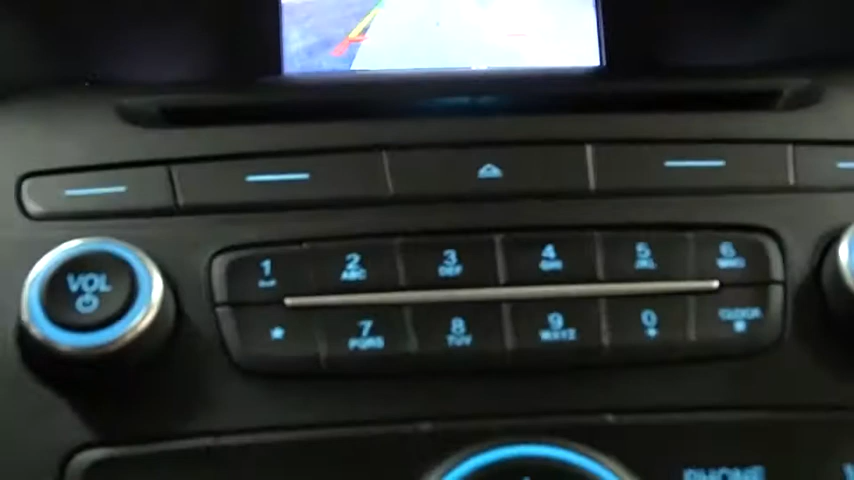 VOL
1 2 3 4 5 6
ABC DEF GHI JKL MNO
* 7 8 9 0 CLOCK
PQRS TUV WXYZ + #
PHONE